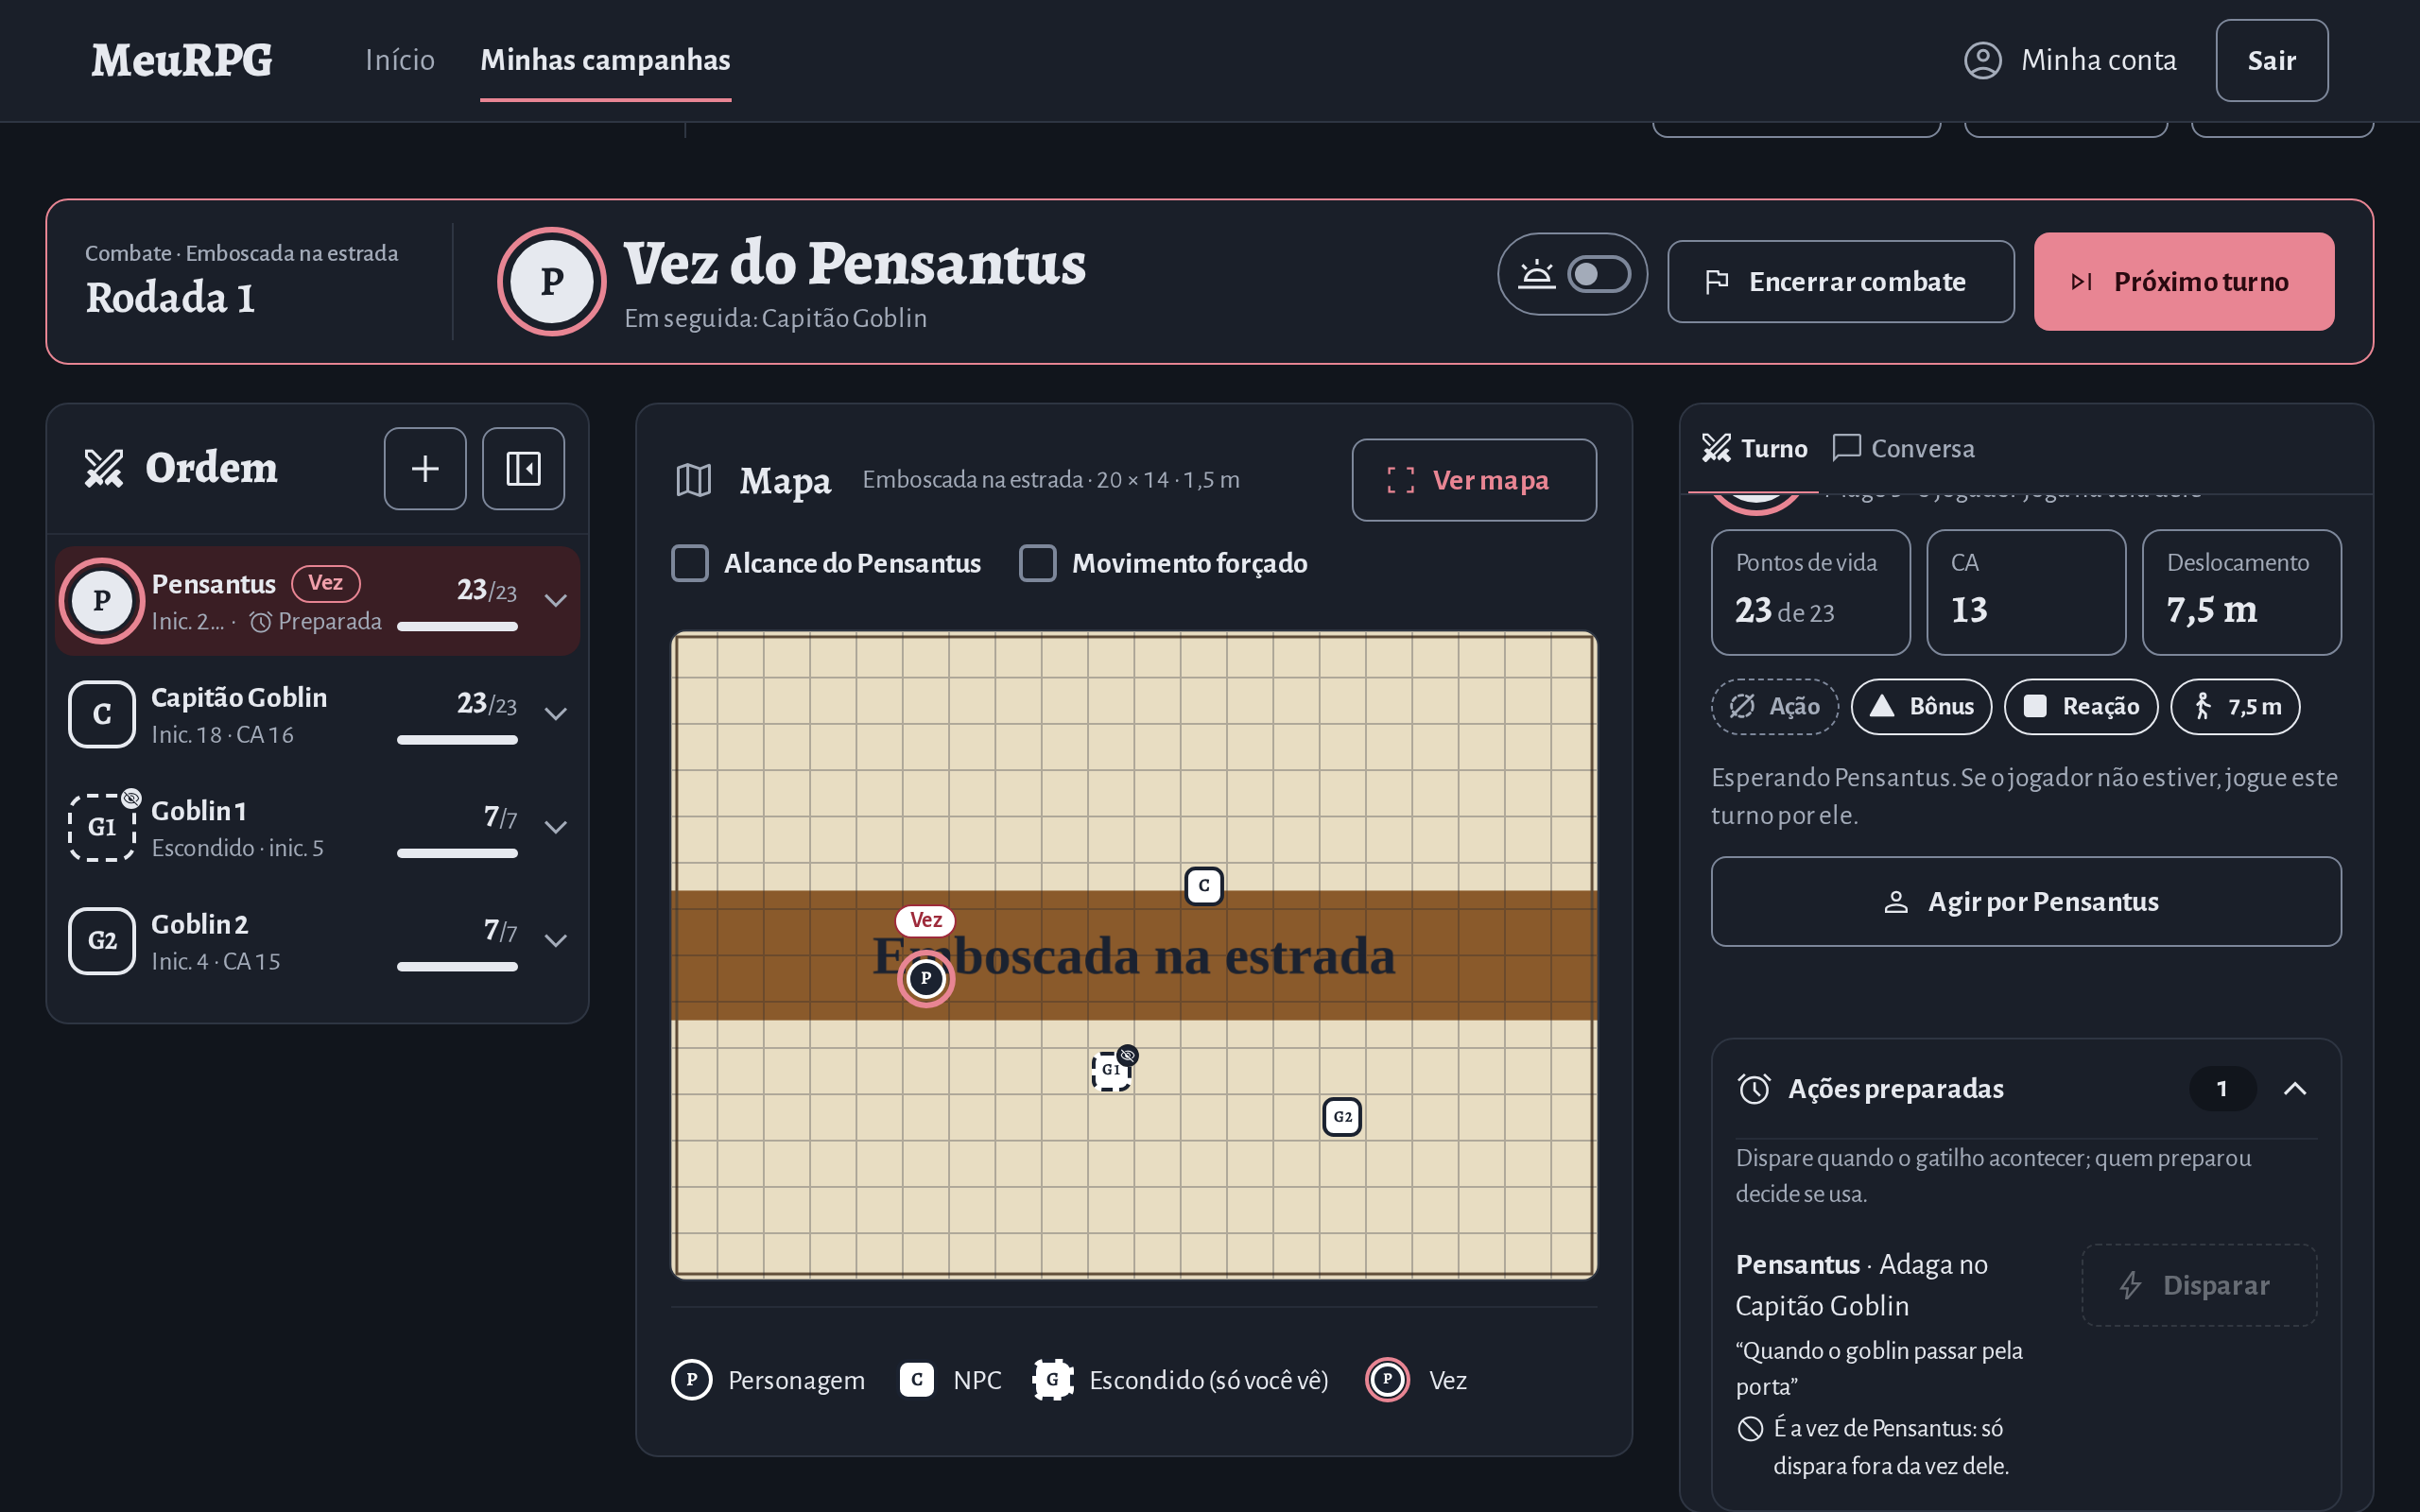 MeuRPG
Início
Minhas campanhas
Minha conta
Sair
Combate · Emboscada na estrada
Rodada 1
P
Vez do Pensantus
Em seguida: Capitão Goblin
Encerrar combate
Próximo turno
Ordem
P
Pensantus
Vez
23/23
Inic. 2... ·
Preparada
C
Capitão Goblin
23/23
Inic. 18 · CA 16
G1
Goblin 1
7/7
Escondido · inic. 5
G2
Goblin 2
7/7
Inic. 4 · CA 15
Mapa
Emboscada na estrada · 20 × 14 · 1,5 m
Ver mapa
Alcance do Pensantus
Movimento forçado
C
Vez
Emboscada na estrada
P
G1
G2
P
Personagem
C
NPC
G
Escondido (só você vê)
P
Vez
Turno
Conversa
Pontos de vida
23 de 23
CA
13
Deslocamento
7,5 m
Ação
Bônus
Reação
7,5 m
Esperando Pensantus. Se o jogador não estiver, jogue este
turno por ele.
Agir por Pensantus
Ações preparadas
1
Dispare quando o gatilho acontecer; quem preparou
decide se usa.
Pensantus · Adaga no
Capitão Goblin
Disparar
“Quando o goblin passar pela
porta”
É a vez de Pensantus: só
dispara fora da vez dele.